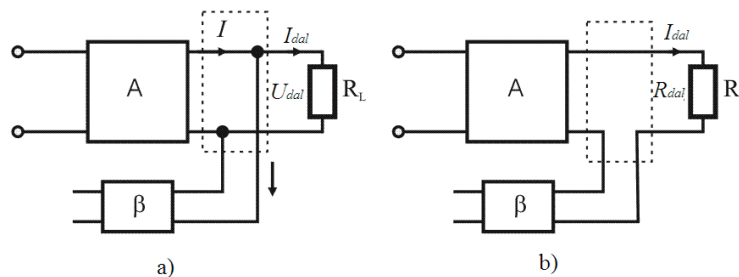 I I_dal I_dal
A U_dal R_L A R_dal R
β β
a) b)